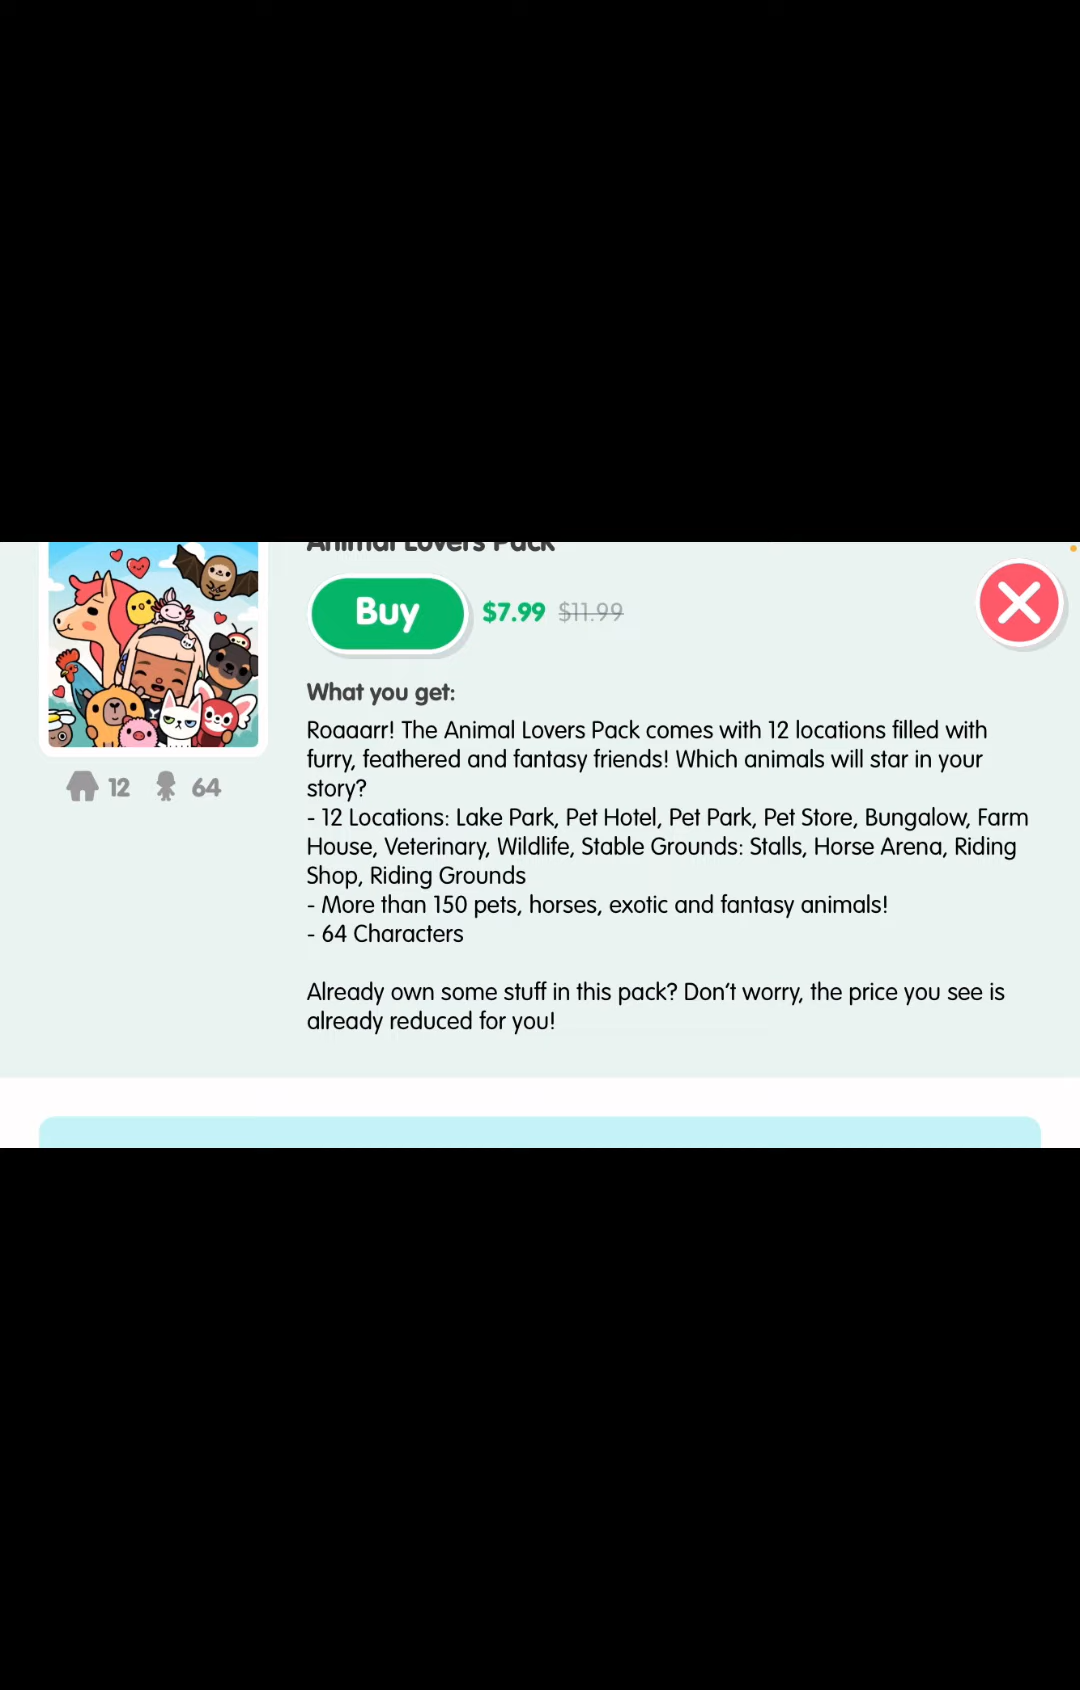 Animal Lovers Pack
Buy
$7.99 $11.99
What you get:
Roaaarr! The Animal Lovers Pack comes with 12 locations filled with
furry, feathered and fantasy friends! Which animals will star in your
story?
- 12 Locations: Lake Park, Pet Hotel, Pet Park, Pet Store, Bungalow, Farm
House, Veterinary, Wildlife, Stable Grounds: Stalls, Horse Arena, Riding
Shop, Riding Grounds
- More than 150 pets, horses, exotic and fantasy animals!
- 64 Characters
Already own some stuff in this pack? Don't worry, the price you see is
already reduced for you!
12 64